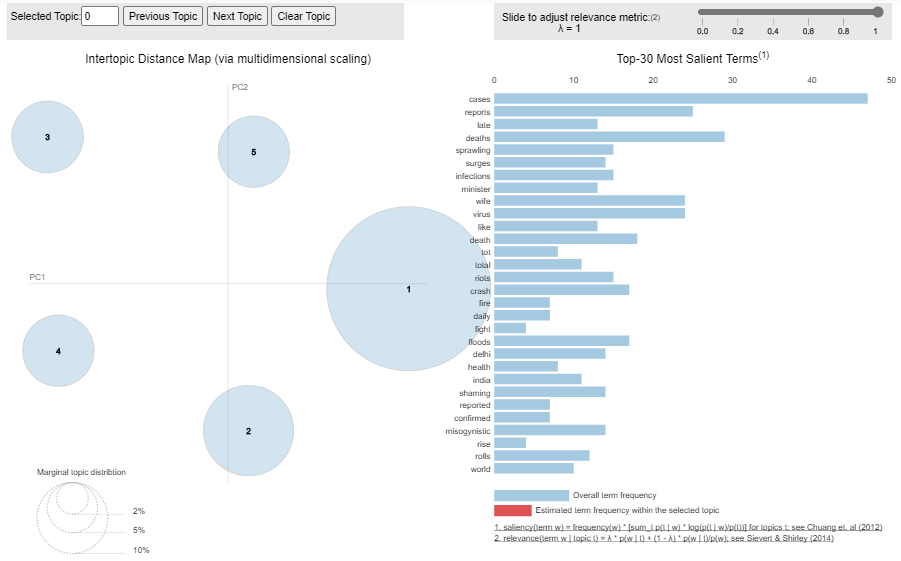 Selected Topic: 0 Previous Topic Next Topic Clear Topic
Slide to adjust relevance metric:(2)
λ = 1
0.0 0.2 0.4 0.6 0.8 1
Intertopic Distance Map (via multidimensional scaling)
PC2
PC1
3
5
1
4
2
Marginal topic distribtion
2%
5%
10%
Top-30 Most Salient Terms(1)
0 10 20 30 40 50
cases
reports
late
deaths
sprawling
surges
infections
minister
wife
virus
like
death
tot
total
riots
crash
fire
daily
fight
floods
delhi
health
india
shaming
reported
confirmed
misogynistic
rise
rolls
world
Overall term frequency
Estimated term frequency within the selected topic
1. saliency(term w) = frequency(w) * [sum_t p(t | w) * log(p(t | w)/p(t))] for topics t; see Chuang et. al (2012)
2. relevance(term w | topic t) = λ * p(w | t) + (1 - λ) * p(w | t)/p(w); see Sievert & Shirley (2014)